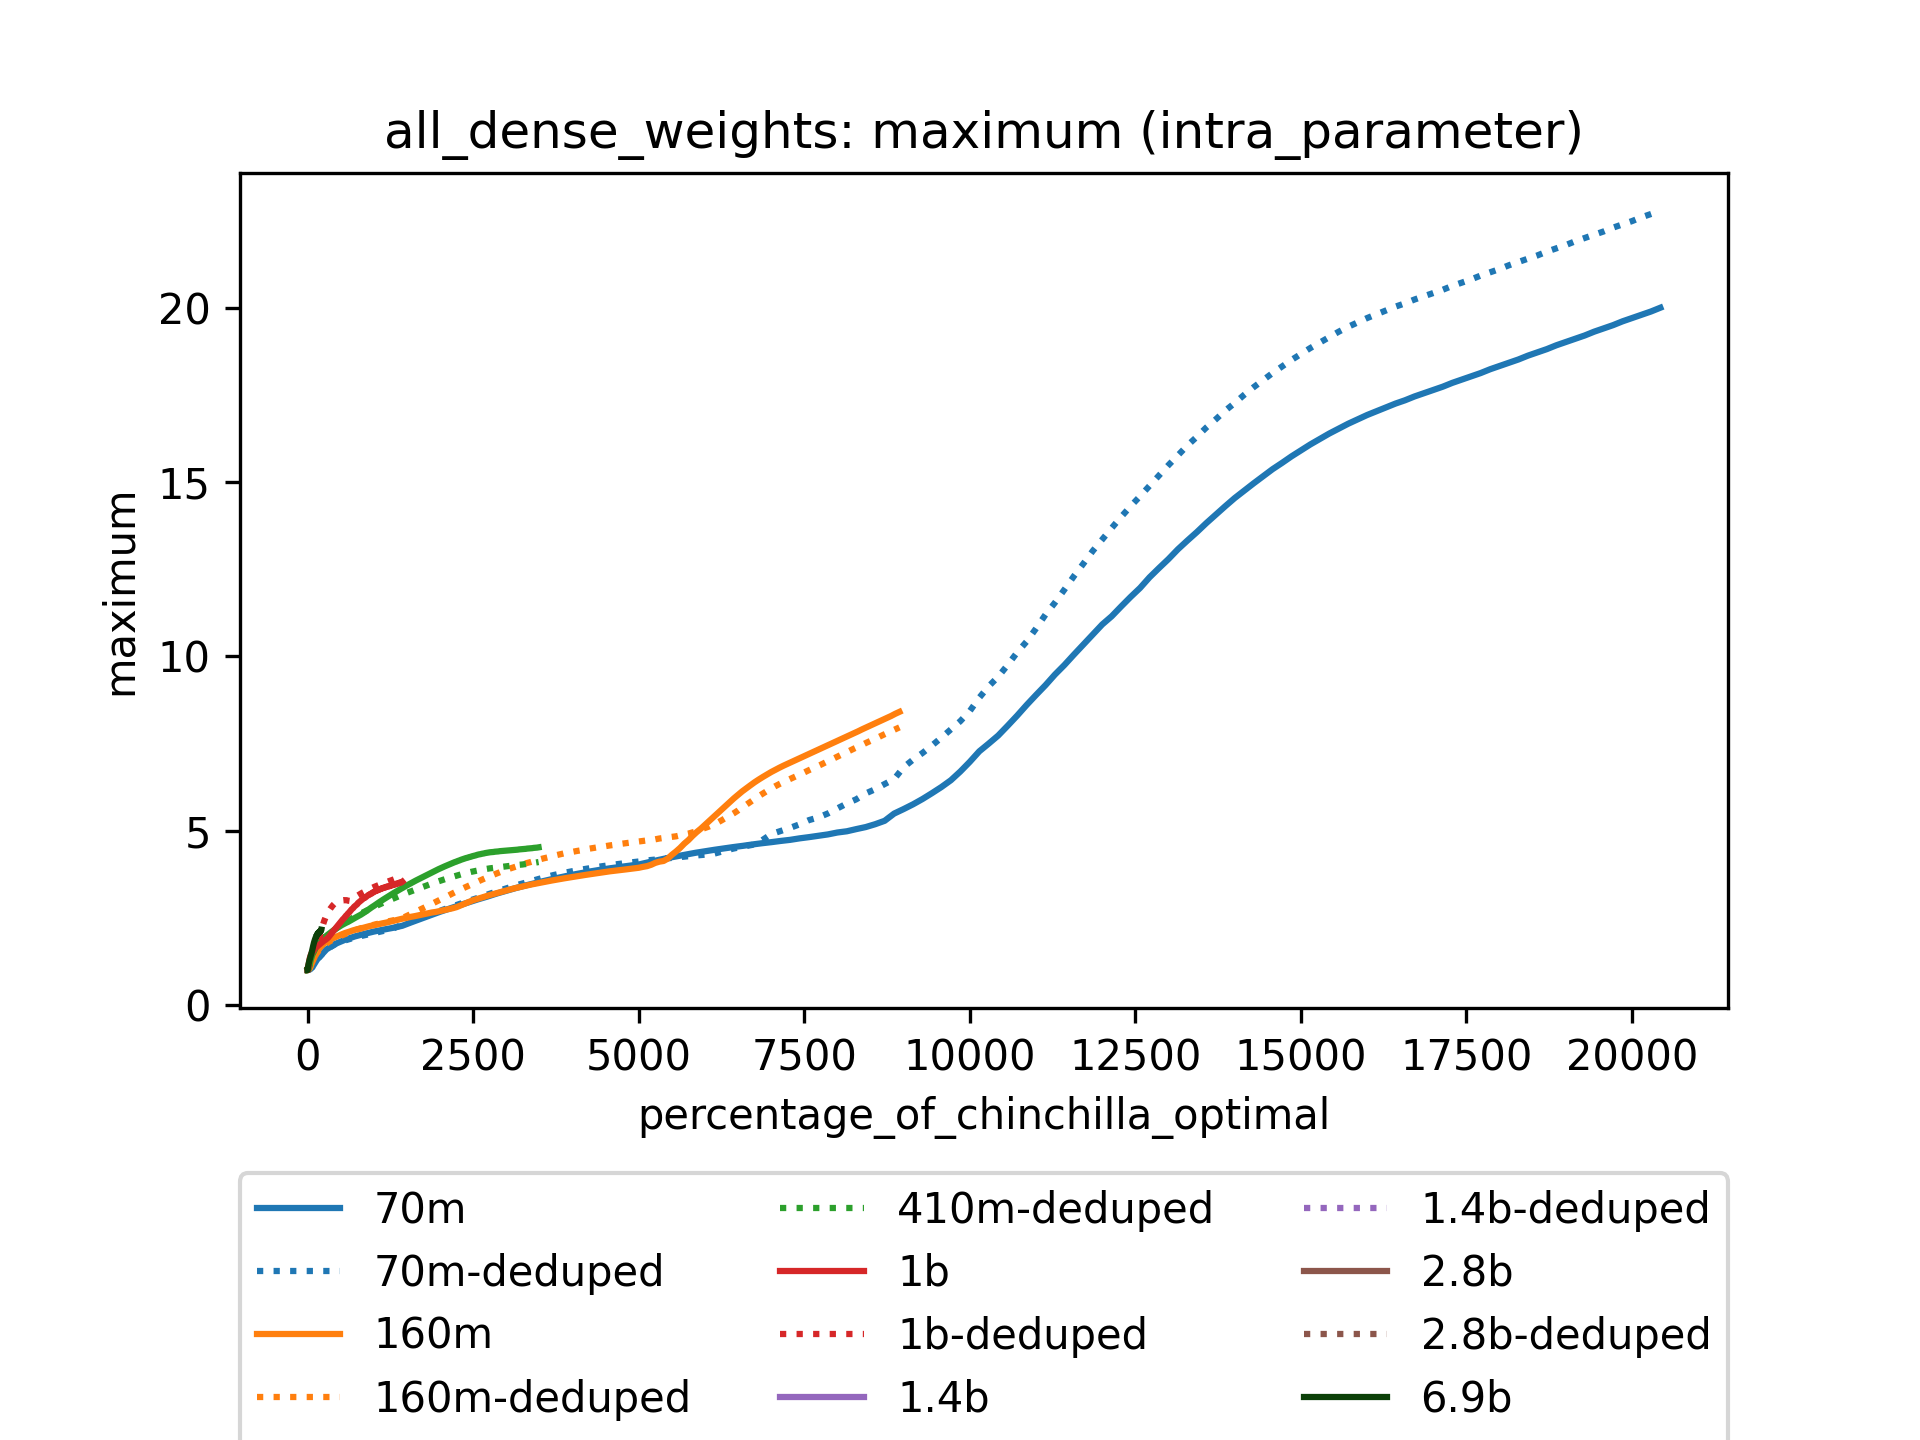 all_dense_weights: maximum (intra_parameter)
maximum
20
15
10
5
0
0 2500 5000 7500 10000 12500 15000 17500 20000
percentage_of_chinchilla_optimal
70m
70m-deduped
160m
160m-deduped
410m-deduped
1b
1b-deduped
1.4b
1.4b-deduped
2.8b
2.8b-deduped
6.9b